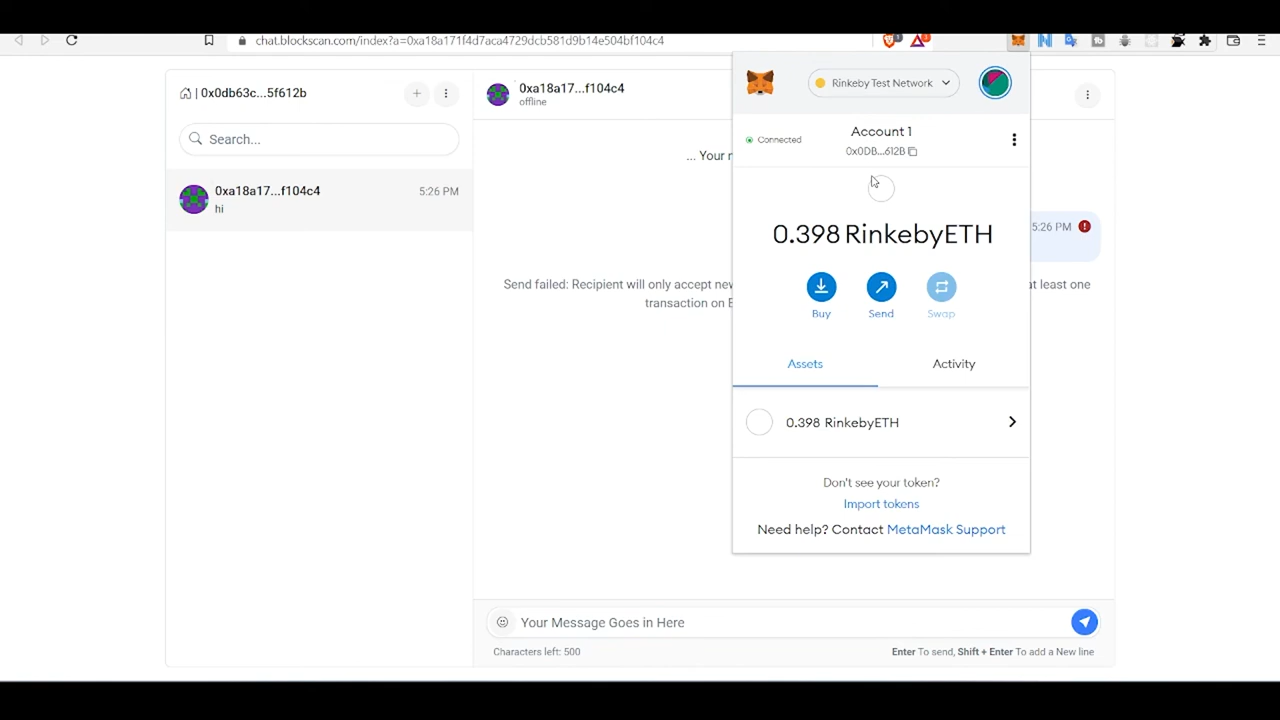 chat.blockscan.com/index?a=0xa18a171f4d7aca4729dcb581d9b14e504bf104c4
| 0x0db63c...5f612b
Search...
0xa18a17...f104c4
5:26 PM
hi
0xa18a17...f104c4
offline
... Your
5:26 PM
Send failed: Recipient will only accept
at least one
transaction on
Your Message Goes in Here
Characters left: 500
Enter To send, Shift + Enter To add a New line
Rinkeby Test Network
Connected
Account 1
0x0DB...612B
0.398 RinkebyETH
Buy
Send
Swap
Assets
Activity
0.398 RinkebyETH
Don't see your token?
Import tokens
Need help? Contact MetaMask Support